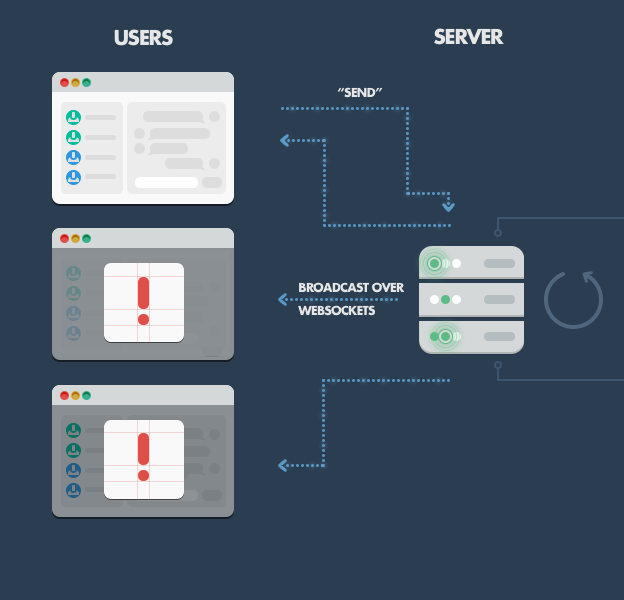 USERS
SERVER
“SEND”
BROADCAST OVER
WEBSOCKETS